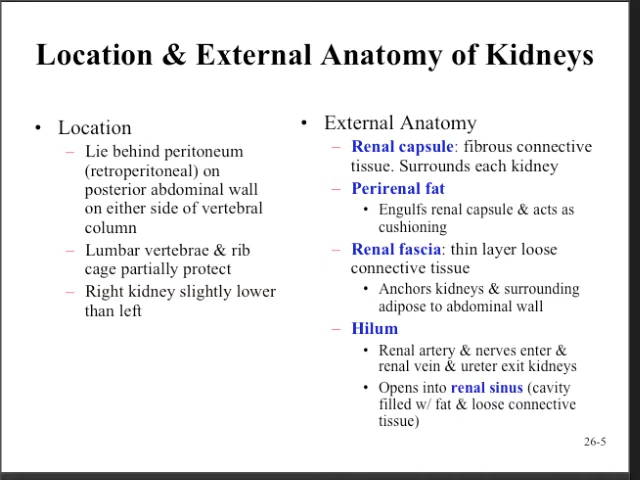 Location & External Anatomy of Kidneys
• Location
– Lie behind peritoneum
(retroperitoneal) on
posterior abdominal wall
on either side of vertebral
column
– Lumbar vertebrae & rib
cage partially protect
– Right kidney slightly lower
than left
• External Anatomy
– Renal capsule: fibrous connective
tissue. Surrounds each kidney
– Perirenal fat
• Engulfs renal capsule & acts as
cushioning
– Renal fascia: thin layer loose
connective tissue
• Anchors kidneys & surrounding
adipose to abdominal wall
– Hilum
• Renal artery & nerves enter &
renal vein & ureter exit kidneys
• Opens into renal sinus (cavity
filled w/ fat & loose connective
tissue)
26-5